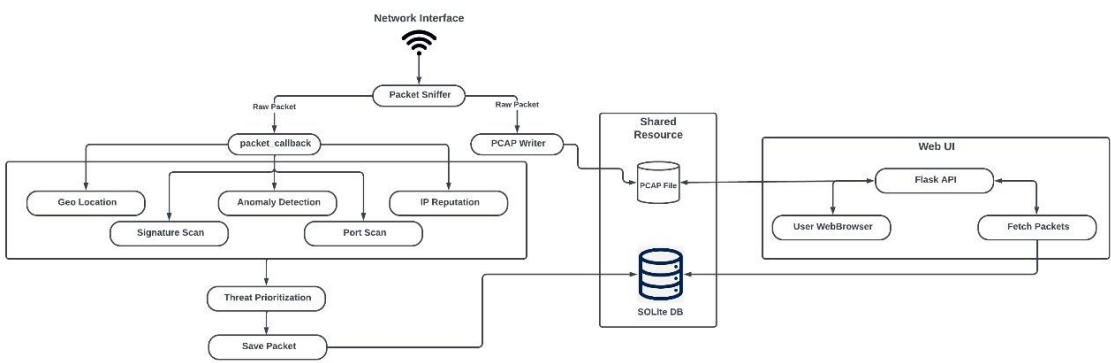 Network Interface
Packet Sniffer
Raw Packet
Raw Packet
packet_callback
PCAP Writer
Shared
Resource
Web UI
PCAP File
Flask API
Geo Location
Anomaly Detection
IP Reputation
Signature Scan
Port Scan
User WebBrowser
Fetch Packets
Threat Prioritization
SQLite DB
Save Packet